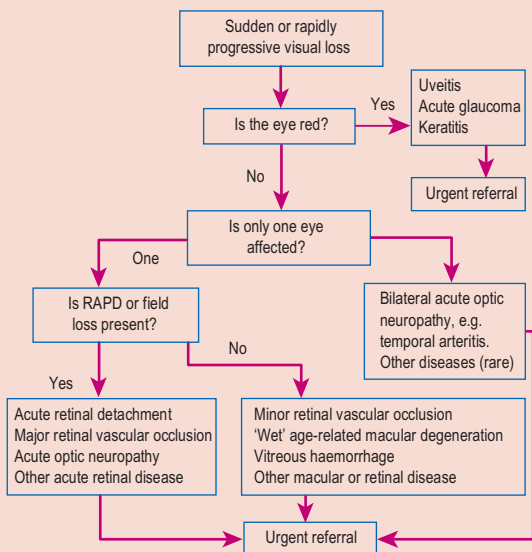 Sudden or rapidly
progressive visual loss
Is the eye red?
Yes
Uveitis
Acute glaucoma
Keratitis
Urgent referral
No
Is only one eye
affected?
One
Is RAPD or field
loss present?
Bilateral acute optic
neuropathy, e.g.
temporal arteritis.
Other diseases (rare)
No
Yes
Acute retinal detachment
Major retinal vascular occlusion
Acute optic neuropathy
Other acute retinal disease
Minor retinal vascular occlusion
‘Wet’ age-related macular degeneration
Vitreous haemorrhage
Other macular or retinal disease
Urgent referral